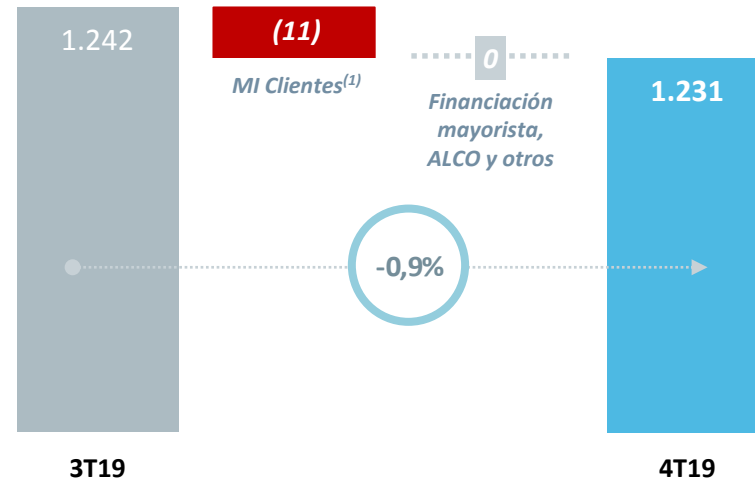 1.242
(11)
MI Clientes(1)
0
Financiación
mayorista,
ALCO y otros
1.231
-0,9%
3T19
4T19